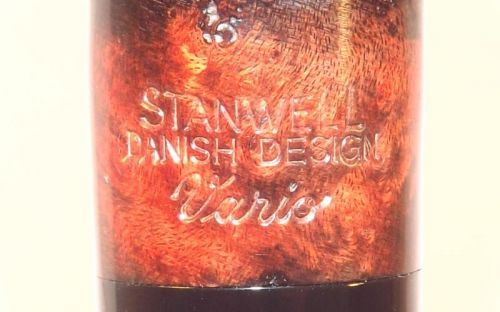 STANWELL
DANISH DESIGN
Vario